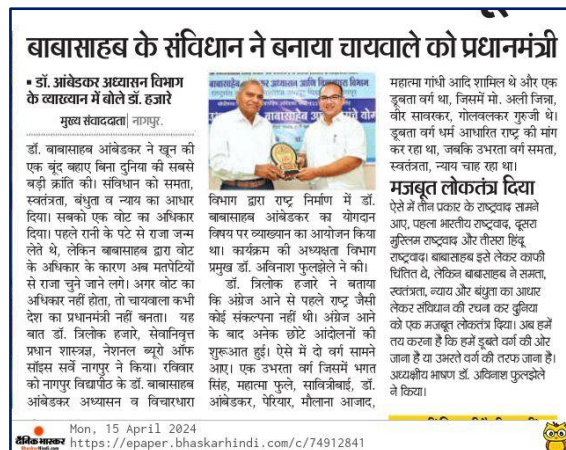 बाबासाहब के संविधान ने बनाया चायवाले को प्रधानमंत्री
▪ डॉ. आंबेडकर अध्यासन विभाग
के व्याख्यान में बोले डॉ. हजारे
मुख्य संवाददाता | नागपुर.
डॉ. बाबासाहब आंबेडकर ने खून की
एक बूंद बहाए बिना दुनिया की सबसे
बड़ी क्रांति की। संविधान को समता,
स्वतंत्रता, बंधुता व न्याय का आधार
दिया। सबको एक वोट का अधिकार
दिया। पहले रानी के पटे से राजा जन्म
लेते थे, लेकिन बाबासाहब द्वारा वोट
के अधिकार के कारण अब मतपेटियों
से राजा चुने जाने लगे। अगर वोट का
अधिकार नहीं होता, तो चायवाला कभी
देश का प्रधानमंत्री नहीं बनता। यह
बात डॉ. त्रिलोक हजारे, सेवानिवृत्त
प्रधान शास्त्रज्ञ, नेशनल ब्यूरो ऑफ
सॉइस सर्वे नागपुर ने किया। रविवार
को नागपुर विद्यापीठ के डॉ. बाबासाहब
आंबेडकर अध्यासन व विचारधारा
विभाग द्वारा राष्ट्र निर्माण में डॉ.
बाबासाहब आंबेडकर का योगदान
विषय पर व्याख्यान का आयोजन किया
था। कार्यक्रम की अध्यक्षता विभाग
प्रमुख डॉ. अविनाश फुलझेले ने की।
डॉ. त्रिलोक हजारे ने बताया
कि अंग्रेज आने से पहले राष्ट्र जैसी
कोई संकल्पना नहीं थी। अंग्रेज आने
के बाद अनेक छोटे आंदोलनों की
शुरूआत हुई। ऐसे में दो वर्ग सामने
आए। एक उभरता वर्ग जिसमें भगत
सिंह, महात्मा फुले, सावित्रीबाई, डॉ.
आंबेडकर, पेरियार, मौलाना आजाद,
महात्मा गांधी आदि शामिल थे और एक
डूबता वर्ग था, जिसमें मो. अली जिन्ना,
वीर सावरकर, गोलवलकर गुरुजी थे।
डूबता वर्ग धर्म आधारित राष्ट्र की मांग
कर रहा था, जबकि उभरता वर्ग समता,
स्वतंत्रता, न्याय चाह रहा था।
मजबूत लोकतंत्र दिया
ऐसे में तीन प्रकार के राष्ट्रवाद सामने
आए, पहला भारतीय राष्ट्रवाद, दूसरा
मुस्लिम राष्ट्रवाद और तीसरा हिंदू
राष्ट्रवाद। बाबासाहब इसे लेकर काफी
चिंतित थे, लेकिन बाबासाहब ने समता,
स्वतंत्रता, न्याय और बंधुता का आधार
लेकर संविधान की रचना कर दुनिया
को एक मजबूत लोकतंत्र दिया। अब हमें
तय करना है कि हमें डूबते वर्ग की ओर
जाना है या उभरते वर्ग की तरफ जाना है।
अध्यक्षीय भाषण डॉ. अविनाश फुलझेले
ने किया।
दैनिक भास्कर
BhaskarHindi.com
Mon, 15 April 2024
https://epaper.bhaskarhindi.com/c/74912841